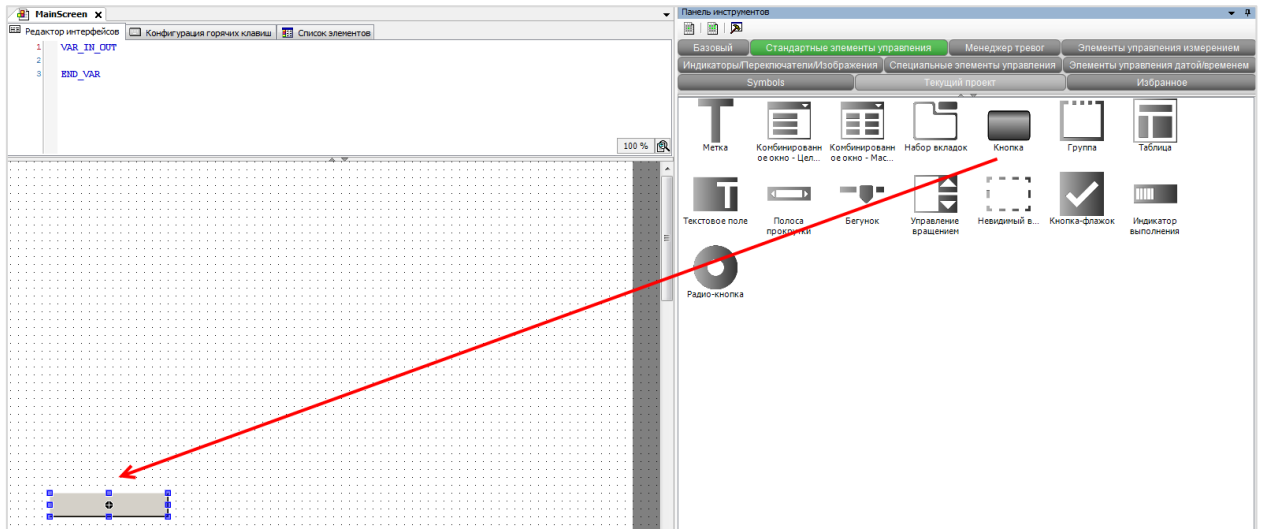 MainScreen
Редактор интерфейсов
Конфигурация горячих клавиш
Список элементов
1 VAR_IN_OUT
2
3 END_VAR
100 %
Панель инструментов
Базовый
Стандартные элементы управления
Менеджер тревог
Элементы управления измерением
Индикаторы/Переключатели/Изображения
Специальные элементы управления
Элементы управления датой/временем
Symbols
Текущий проект
Избранное
Метка
Комбинированн
ое окно - Цел...
Комбинированн
ое окно - Мас...
Набор вкладок
Кнопка
Группа
Таблица
Текстовое поле
Полоса
прокрутки
Бегунок
Управление
вращением
Невидимый в...
Кнопка-флажок
Индикатор
выполнения
Радио-кнопка